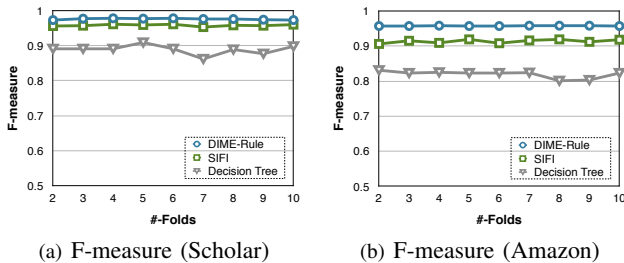 1
0.9
0.8
0.7
0.6
0.5
F-measure
DIME-Rule
SIFI
Decision Tree
2 3 4 5 6 7 8 9 10
#-Folds
(a) F-measure (Scholar)
1
0.9
0.8
0.7
0.6
0.5
F-measure
DIME-Rule
SIFI
Decision Tree
2 3 4 5 6 7 8 9 10
#-Folds
(b) F-measure (Amazon)